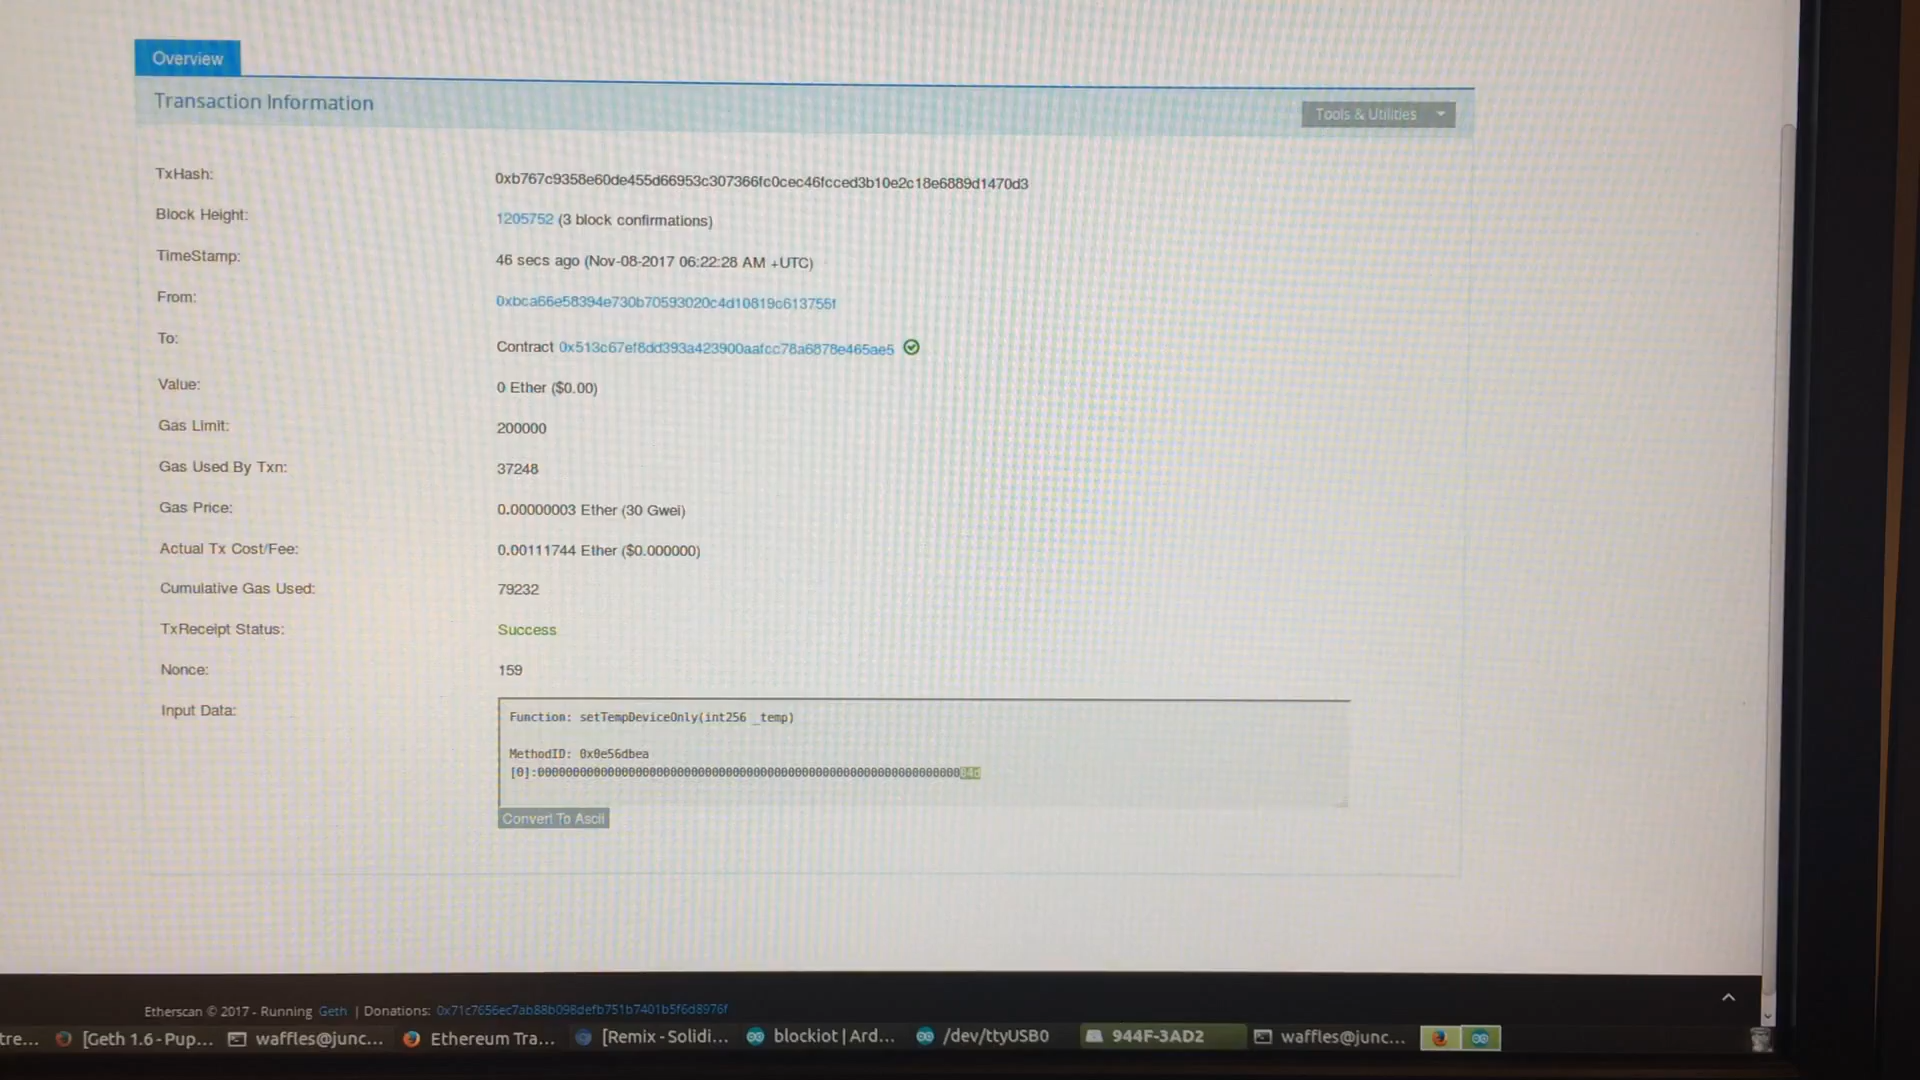 Overview
Transaction Information
Tools & Utilities
TxHash:
0xb767c9358e60de455d66953c307366fc0cec46fcced3b10e2c18e6889d1470d3
Block Height:
1205752 (3 block confirmations)
TimeStamp:
46 secs ago (Nov-08-2017 06:22:28 AM +UTC)
From:
0xbca66e58394e730b70593020c4d10819c613755f
To:
Contract 0x513c67ef8dd393a423900aafcc78a6878e465ae5
Value:
0 Ether ($0.00)
Gas Limit:
200000
Gas Used By Txn:
37248
Gas Price:
0.00000003 Ether (30 Gwei)
Actual Tx Cost/Fee:
0.00111744 Ether ($0.000000)
Cumulative Gas Used:
79232
TxReceipt Status:
Success
Nonce:
159
Input Data:
Function: setTempDeviceOnly(int256 _temp)
MethodID: 0x0e56dbea
Convert To Ascii
Etherscan © 2017 - Running Geth | Donations: 0x71c7656ec7ab88b098defb751b7401b5f6d8976f
tre... [Geth 1.6 - Pup... waffles@junc... Ethereum Tra... [Remix - Solidi... blockiot | Ard... /dev/ttyUSB0 944F-3AD2 waffles@junc...